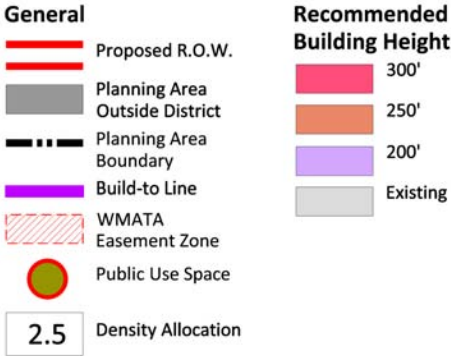 General
Proposed R.O.W.
Planning Area
Outside District
Planning Area
Boundary
Build-to Line
WMATA
Easement Zone
Public Use Space
2.5 Density Allocation
Recommended
Building Height
300'
250'
200'
Existing